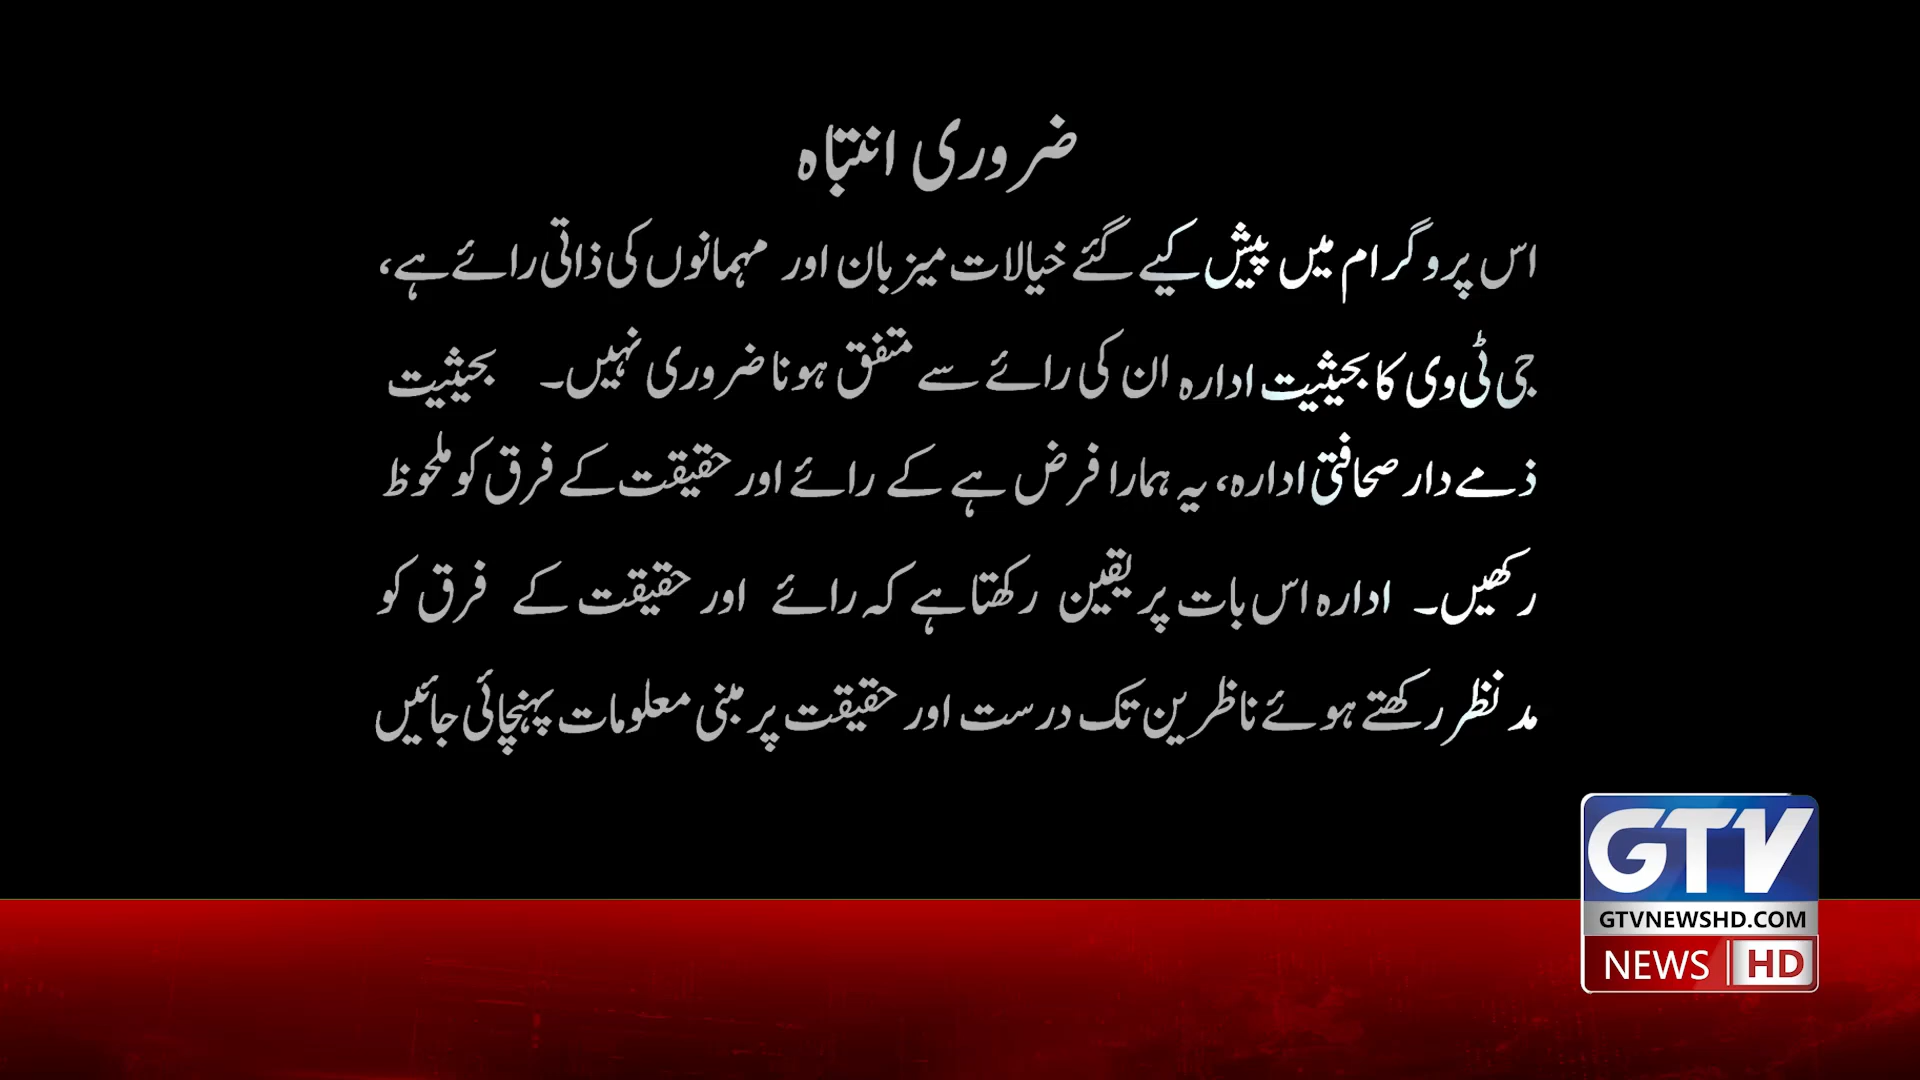 ضروری انتباہ
اس پروگرام میں پیش کیے گئے خیالات میزبان اور مہمانوں کی ذاتی رائے ہے،
جی ٹی وی کا بحیثیت ادارہ ان کی رائے سے متفق ہونا ضروری نہیں۔ بحیثیت
ذمے دار صحافتی ادارہ، یہ ہمارا فرض ہے کے رائے اور حقیقت کے فرق کو ملحوظ
رکھیں۔ ادارہ اس بات پر یقین رکھتا ہے کہ رائے اور حقیقت کے فرق کو
مد نظر رکھتے ہوئے ناظرین تک درست اور حقیقت پر مبنی معلومات پہنچائی جائیں
GTV
GTVNEWSHD.COM
NEWS HD